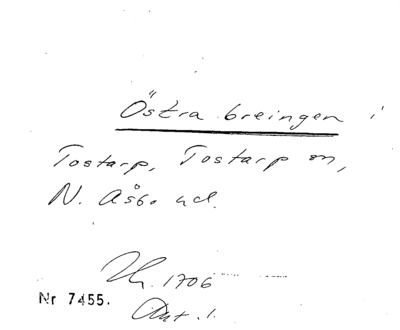 Östra breingen i
Tostarp, Tostarp sn,
N. Åsbo hd.
1706
Nr 7455.